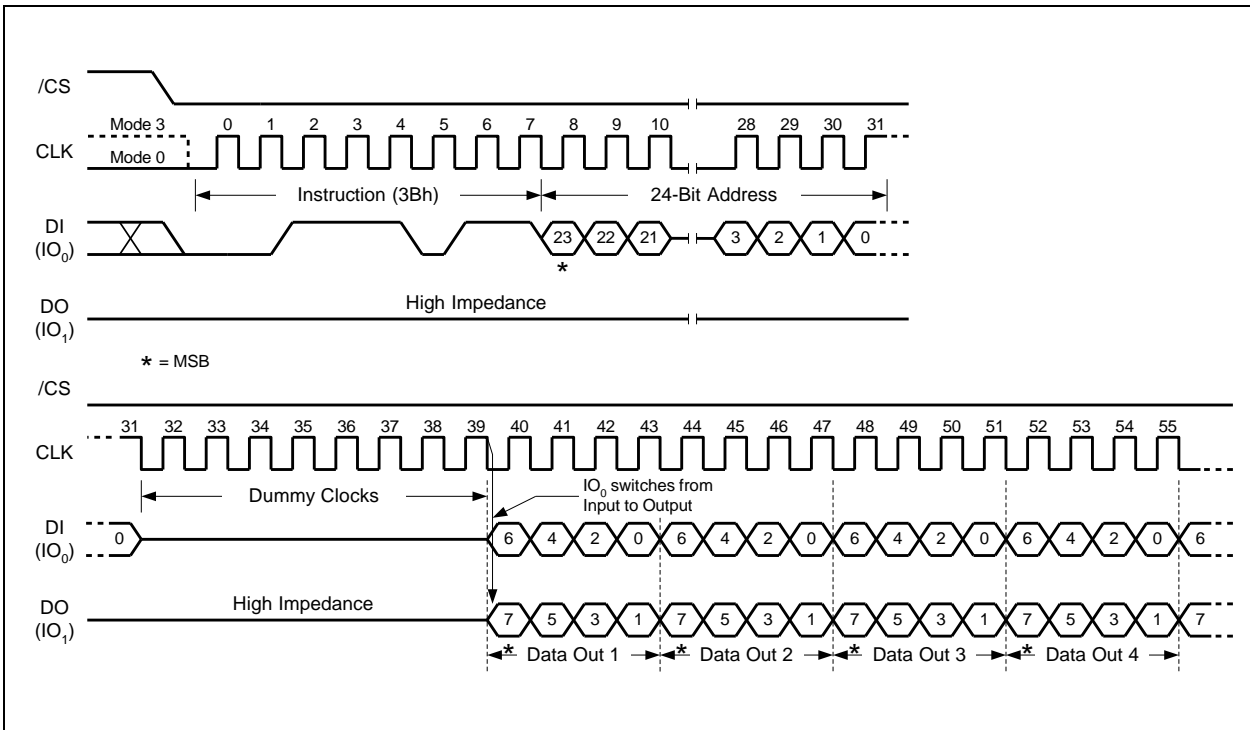 /CS
Mode 3 0 1 2 3 4 5 6 7 8 9 10 28 29 30 31
CLK Mode 0
Instruction (3Bh) 24-Bit Address
DI
(IO0) 23 22 21 3 2 1 0
*
DO High Impedance
(IO1)
* = MSB
/CS
31 32 33 34 35 36 37 38 39 40 41 42 43 44 45 46 47 48 49 50 51 52 53 54 55
CLK
Dummy Clocks IO0 switches from
Input to Output
DI
(IO0) 0 6 4 2 0 6 4 2 0 6 4 2 0 6 4 2 0 6
DO High Impedance
(IO1) 7 5 3 1 7 5 3 1 7 5 3 1 7 5 3 1 7
* Data Out 1 * Data Out 2 * Data Out 3 * Data Out 4